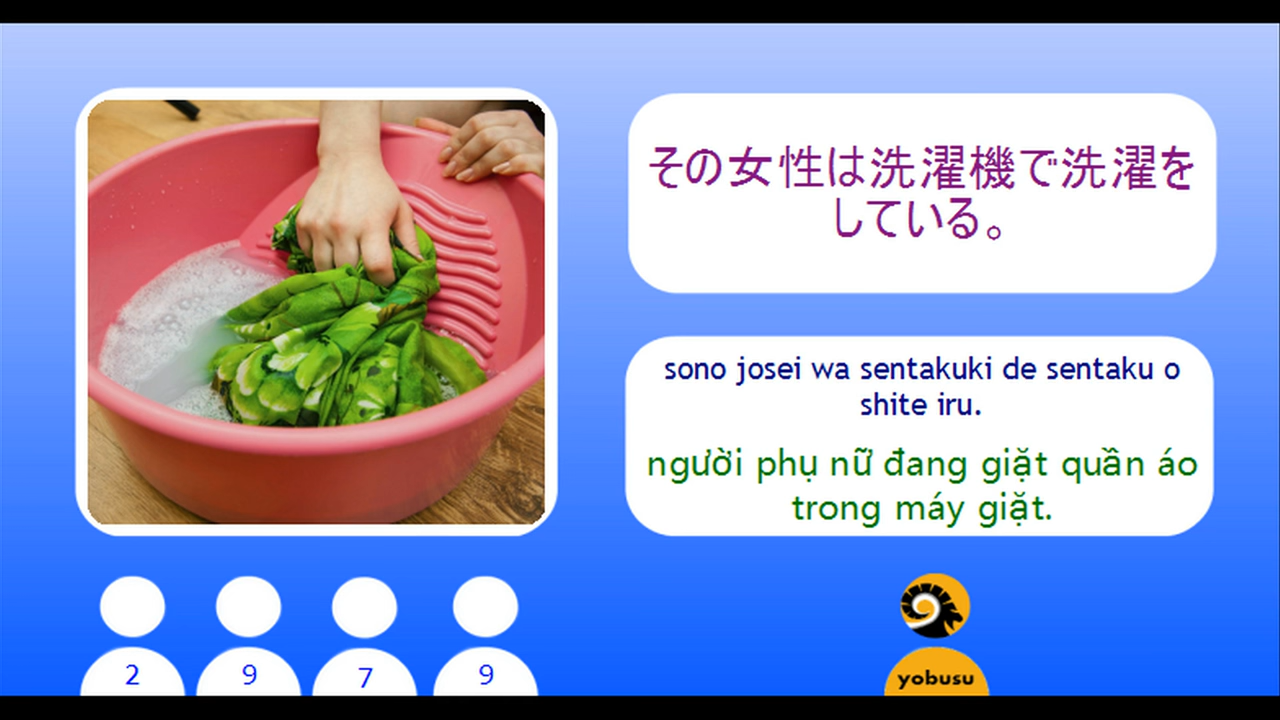 その女性は洗濯機で洗濯を
している。
sono josei wa sentakuki de sentaku o
shite iru.
người phụ nữ đang giặt quần áo
trong máy giặt.
2 9 7 9
yobusu